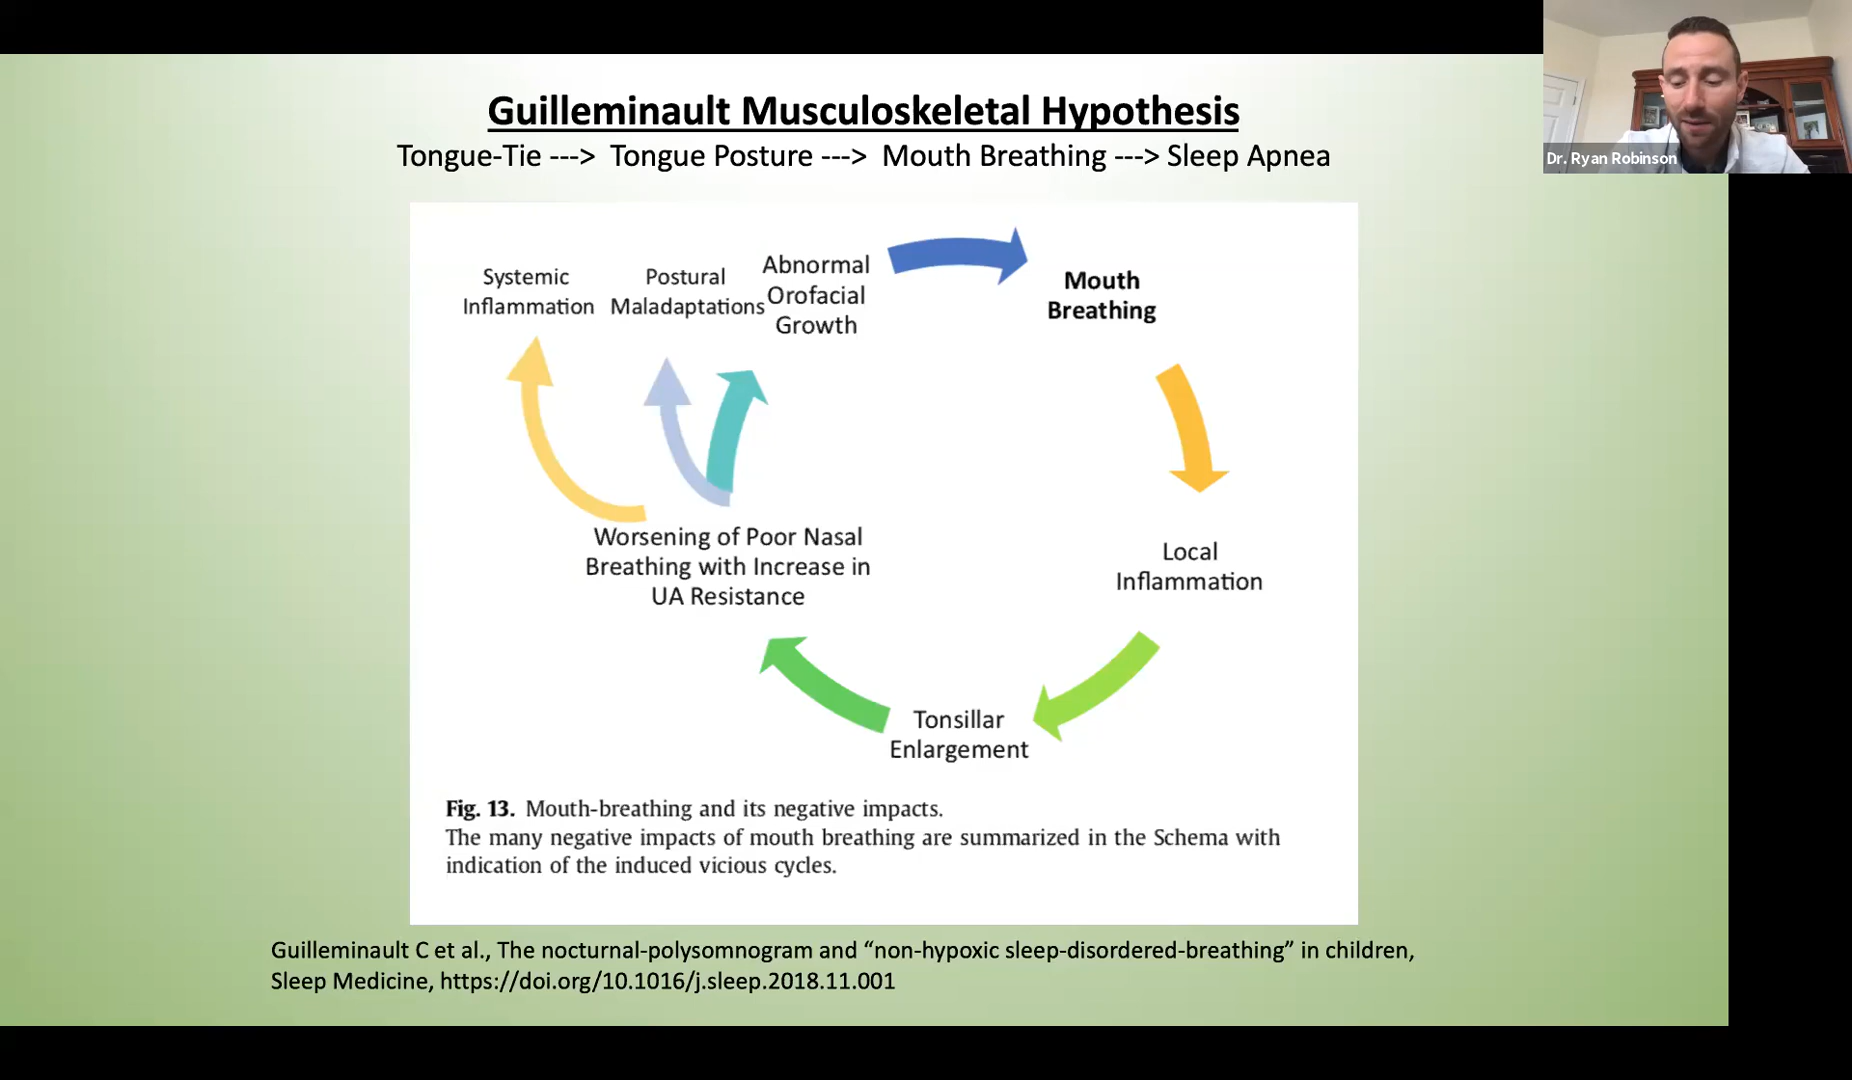 Guilleminault Musculoskeletal Hypothesis
Tongue-Tie ---> Tongue Posture ---> Mouth Breathing ---> Sleep Apnea
Dr. Ryan Robinson
Systemic
Inflammation
Postural
Maladaptations
Abnormal
Orofacial
Growth
Mouth
Breathing
Local
Inflammation
Tonsillar
Enlargement
Worsening of Poor Nasal
Breathing with Increase in
UA Resistance
Fig. 13. Mouth-breathing and its negative impacts.
The many negative impacts of mouth breathing are summarized in the Schema with
indication of the induced vicious cycles.
Guilleminault C et al., The nocturnal-polysomnogram and “non-hypoxic sleep-disordered-breathing” in children,
Sleep Medicine, https://doi.org/10.1016/j.sleep.2018.11.001